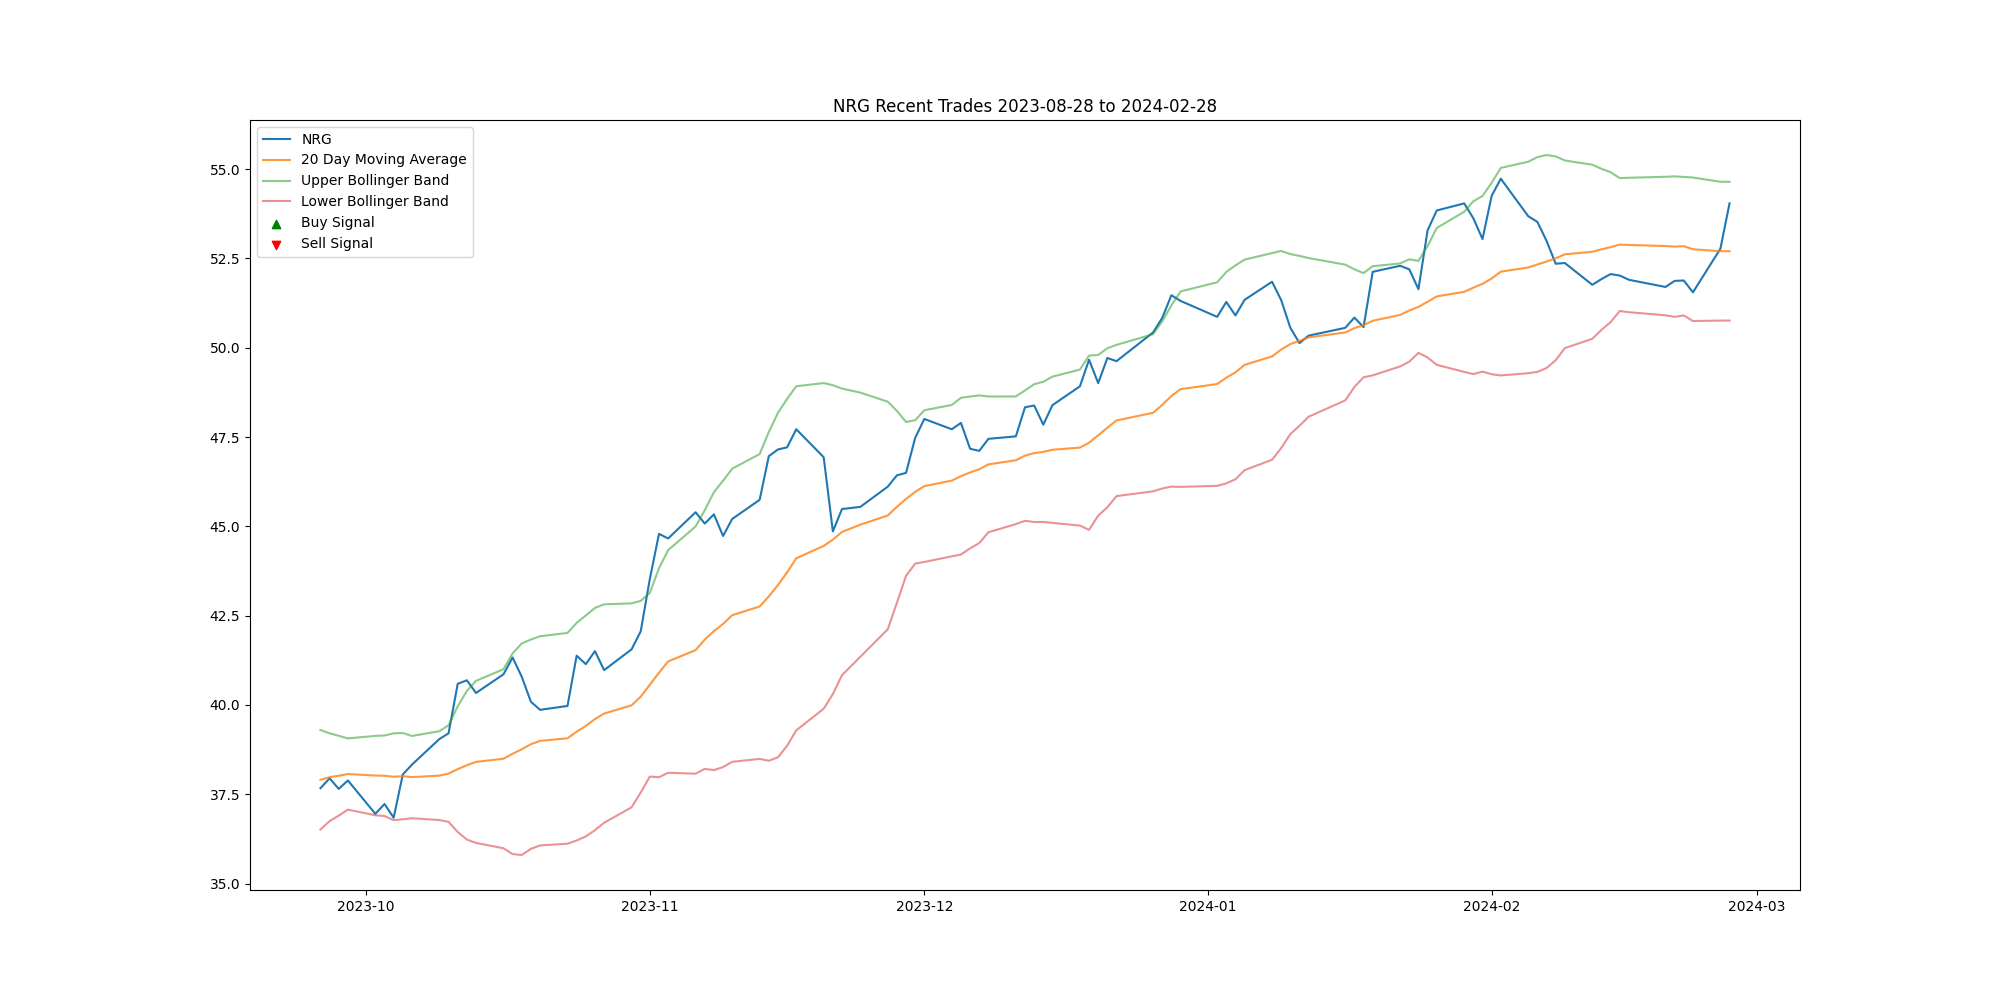 NRG Recent Trades 2023-08-28 to 2024-02-28
NRG
20 Day Moving Average
Upper Bollinger Band
Lower Bollinger Band
Buy Signal
Sell Signal
55.0
52.5
50.0
47.5
45.0
42.5
40.0
37.5
35.0
2023-10
2023-11
2023-12
2024-01
2024-02
2024-03